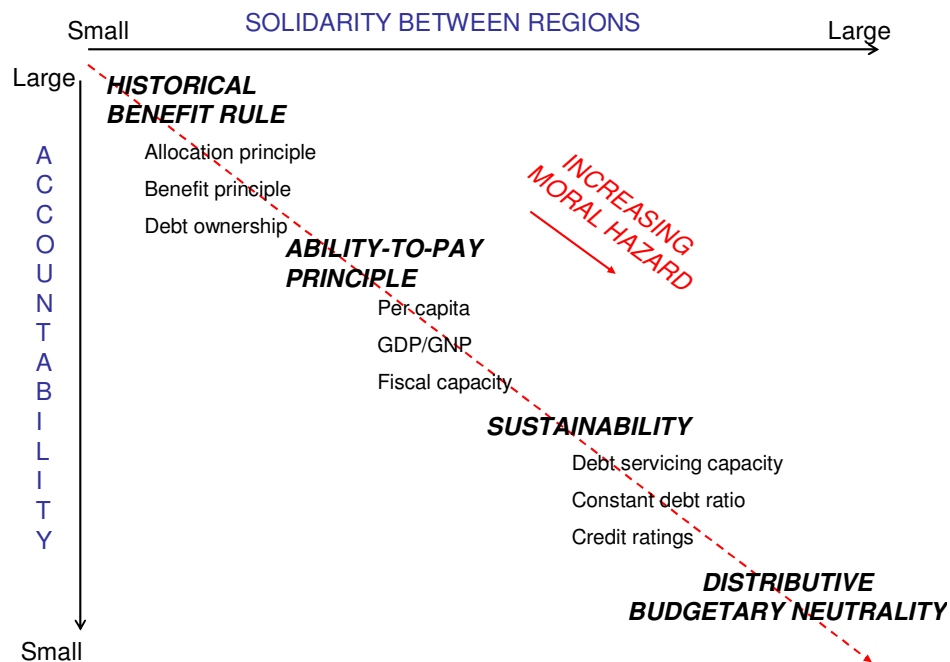 SOLIDARITY BETWEEN REGIONS
Small
Large
Large
HISTORICAL
BENEFIT RULE
Allocation principle
Benefit principle
Debt ownership
ACCOUNTABILITY
INCREASING
MORAL HAZARD
ABILITY-TO-PAY
PRINCIPLE
Per capita
GDP/GNP
Fiscal capacity
SUSTAINABILITY
Debt servicing capacity
Constant debt ratio
Credit ratings
DISTRIBUTIVE
BUDGETARY NEUTRALITY
Small